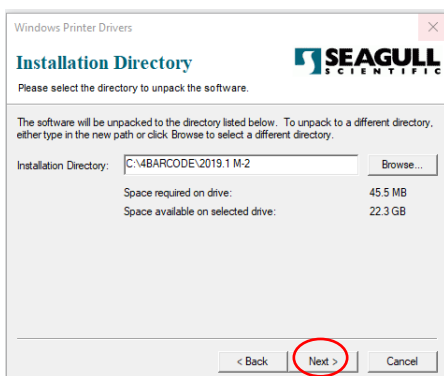 Windows Printer Drivers
Installation Directory
SEAGULL
SCIENTIFIC
Please select the directory to unpack the software.
The software will be unpacked to the directory listed below. To unpack to a different directory,
either type in the new path or click Browse to select a different directory.
Installation Directory: C:\4BARCODE\2019.1 M-2 Browse...
Space required on drive: 45.5 MB
Space available on selected drive: 22.3 GB
< Back Next > Cancel